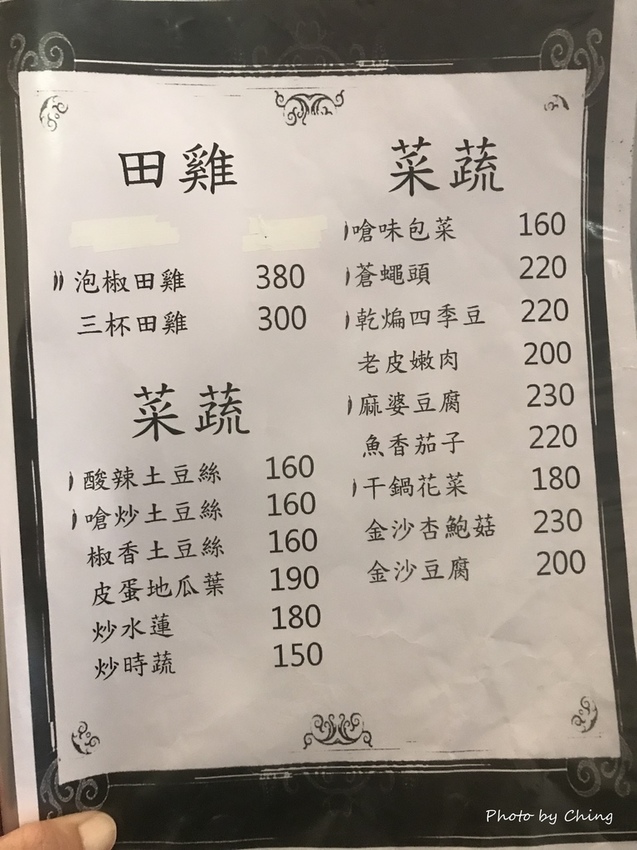 田雞
泡椒田雞 380
三杯田雞 300
菜蔬
酸辣土豆絲 160
嗆炒土豆絲 160
椒香土豆絲 160
皮蛋地瓜葉 190
炒水蓮 180
炒時蔬 150
菜蔬
嗆味包菜 160
蒼蠅頭 220
乾煸四季豆 220
老皮嫩肉 200
麻婆豆腐 230
魚香茄子 220
干鍋花菜 180
金沙杏鮑菇 230
金沙豆腐 200
Photo by Ching